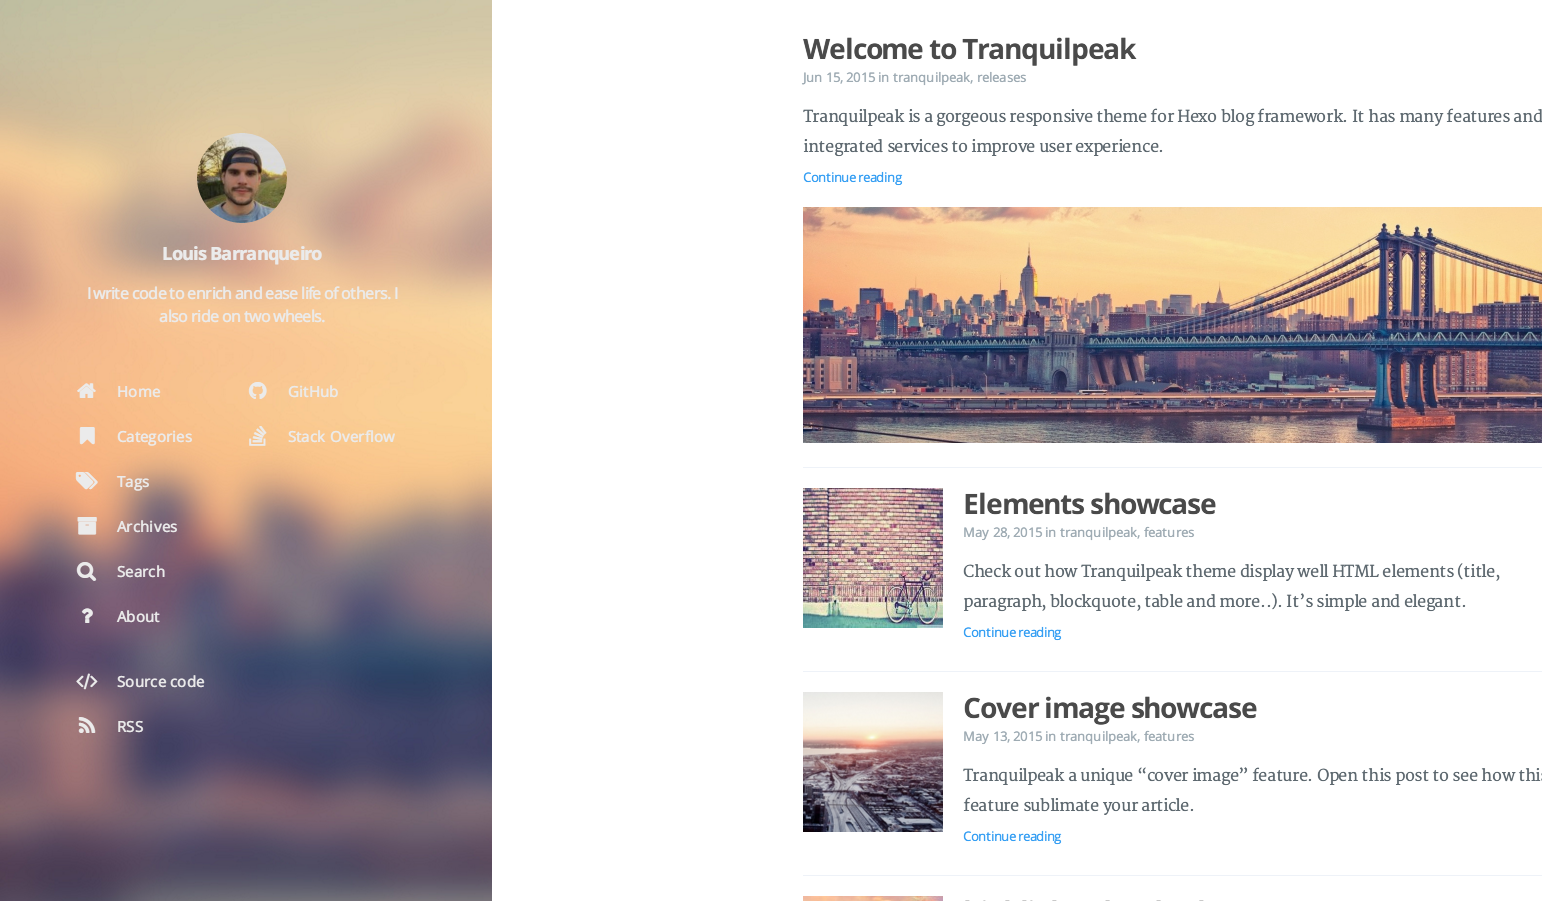 Louis Barranqueiro
I write code to enrich and ease life of others. I
also ride on two wheels.
Home
Categories
Tags
Archives
Search
About
GitHub
Stack Overflow
Source code
RSS
Welcome to Tranquilpeak
Jun 15, 2015 in tranquilpeak, releases
Tranquilpeak is a gorgeous responsive theme for Hexo blog framework. It has many features and
integrated services to improve user experience.
Continue reading
Elements showcase
May 28, 2015 in tranquilpeak, features
Check out how Tranquilpeak theme display well HTML elements (title,
paragraph, blockquote, table and more..). It’s simple and elegant.
Continue reading
Cover image showcase
May 13, 2015 in tranquilpeak, features
Tranquilpeak a unique “cover image” feature. Open this post to see how this
feature sublimate your article.
Continue reading